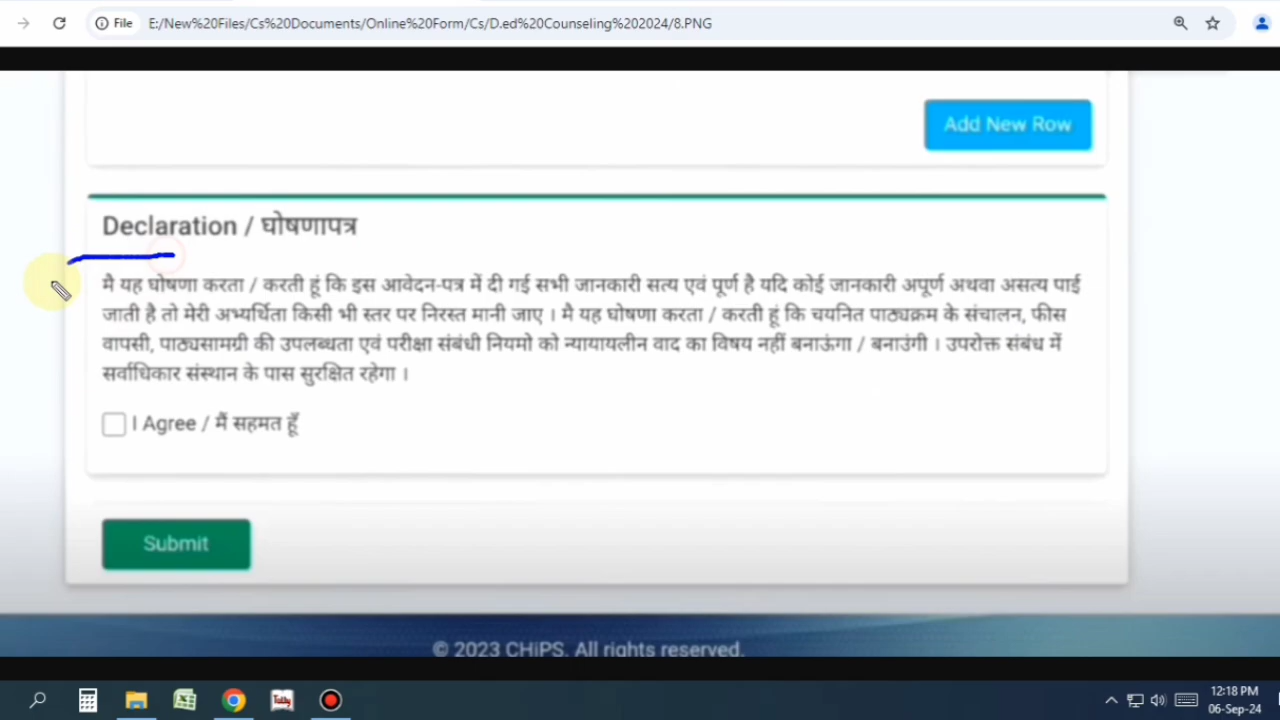 File
E:/New%20Files/Cs%20Documents/Online%20Form/Cs/D.ed%20Counseling%202024/8.PNG
Add New Row
Declaration / घोषणापत्र
मै यह घोषणा करता / करती हूं कि इस आवेदन-पत्र में दी गई सभी जानकारी सत्य एवं पूर्ण है यदि कोई जानकारी अपूर्ण अथवा असत्य पाई
जाती है तो मेरी अभ्यर्थिता किसी भी स्तर पर निरस्त मानी जाए । मै यह घोषणा करता / करती हूं कि चयनित पाठ्यक्रम के संचालन, फीस
वापसी, पाठ्यसामग्री की उपलब्धता एवं परीक्षा संबंधी नियमो को न्यायायलीन वाद का विषय नहीं बनाऊंगा / बनाउंगी । उपरोक्त संबंध में
सर्वाधिकार संस्थान के पास सुरक्षित रहेगा ।
I Agree / मैं सहमत हूँ
Submit
© 2023 CHiPS. All rights reserved.
12:18 PM
06-Sep-24